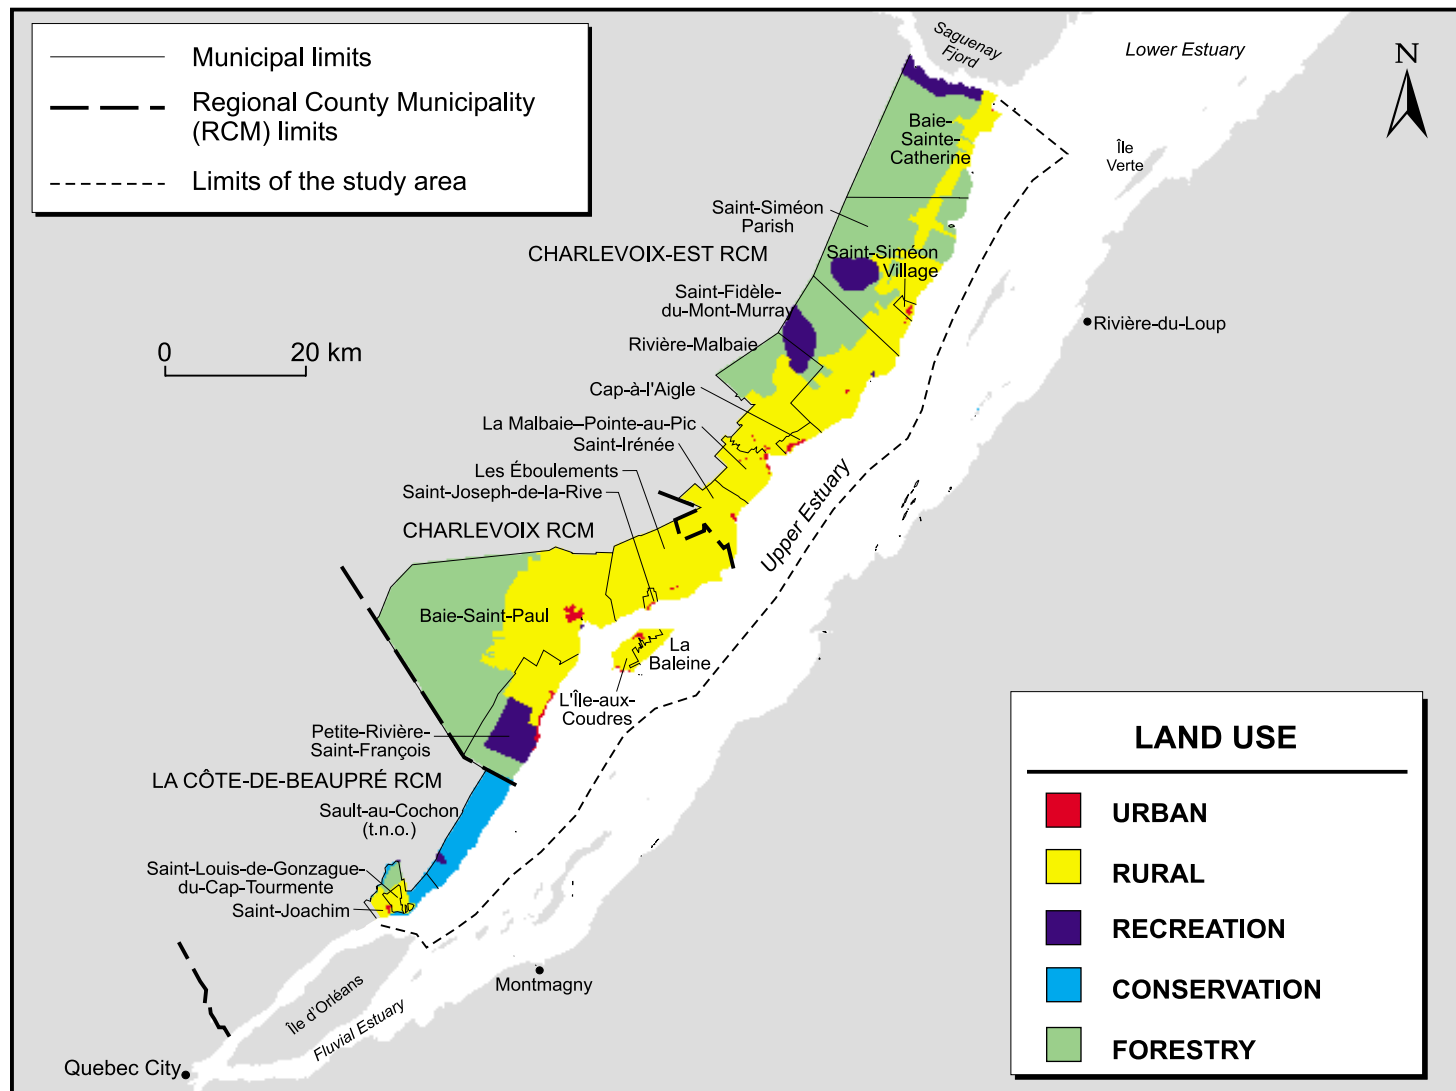 Municipal limits
Regional County Municipality
(RCM) limits
Limits of the study area
Saguenay
Fjord
Lower Estuary
N
Île
Verte
Baie-
Sainte-
Catherine
Saint-Siméon
Parish
CHARLEVOIX-EST RCM
Saint-Siméon
Village
Saint-Fidèle-
du-Mont-Murray
Rivière-du-Loup
Rivière-Malbaie
0 20 km
Cap-à-l'Aigle
La Malbaie–Pointe-au-Pic
Saint-Irénée
Les Éboulements
Saint-Joseph-de-la-Rive
Upper Estuary
CHARLEVOIX RCM
Baie-Saint-Paul
La
Baleine
L'Île-aux-
Coudres
Petite-Rivière-
Saint-François
LA CÔTE-DE-BEAUPRÉ RCM
Sault-au-Cochon
(t.n.o.)
Saint-Louis-de-Gonzague-
du-Cap-Tourmente
Saint-Joachim
Montmagny
Île d'Orléans
Fluvial Estuary
Quebec City
LAND USE
URBAN
RURAL
RECREATION
CONSERVATION
FORESTRY